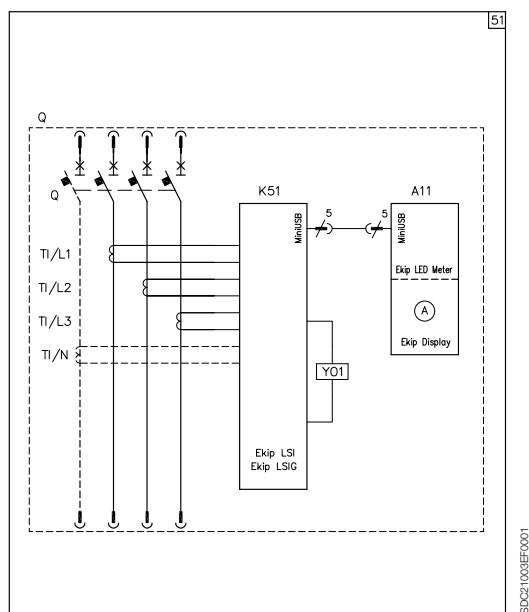 51
Q
Q
K51
A11
5
5
MiniUSB
MiniUSB
TI/L1
Ekip LED Meter
TI/L2
A
TI/L3
Ekip Display
TI/N
YO1
Ekip LSI
Ekip LSIG
SDC21003EF0001